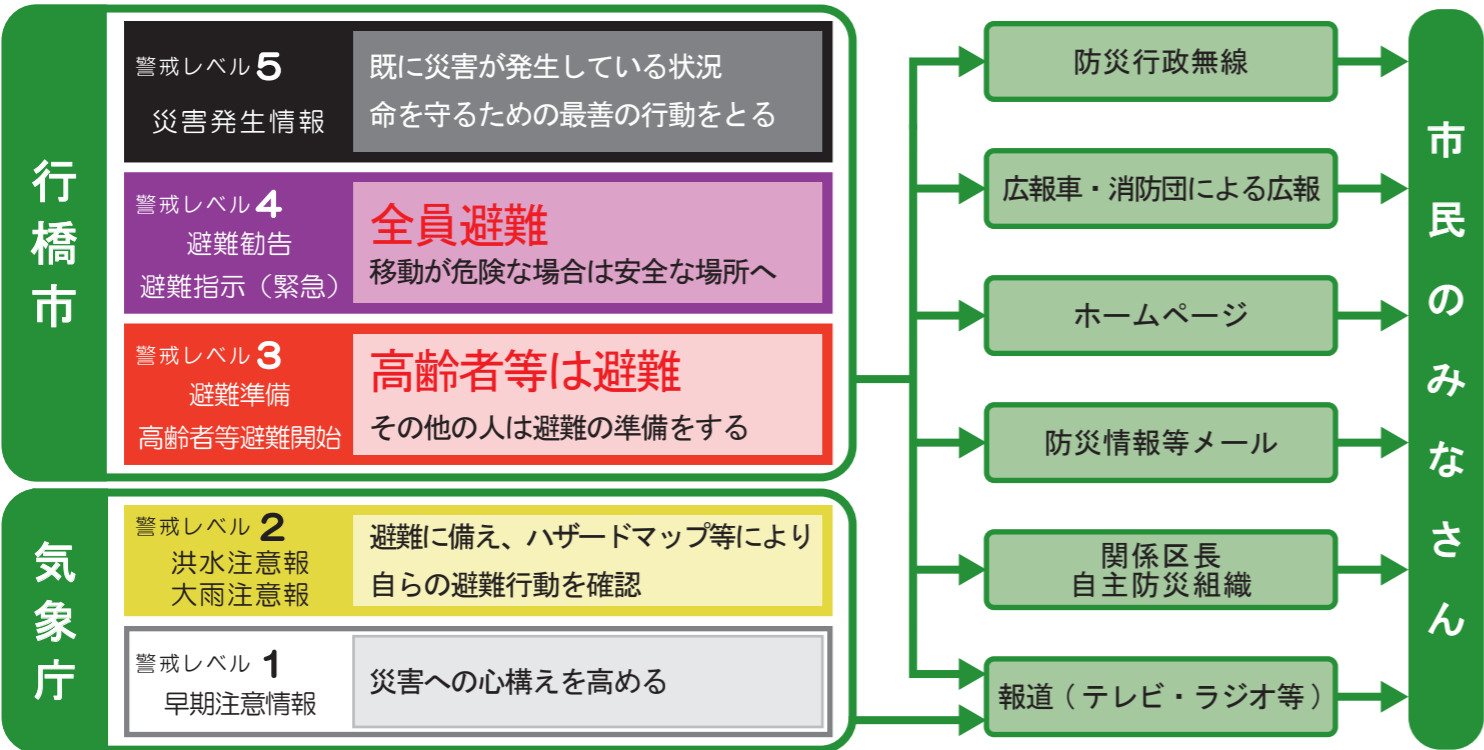 行橋市
警戒レベル 5
災害発生情報
既に災害が発生している状況
命を守るための最善の行動をとる
警戒レベル 4
避難勧告
避難指示（緊急）
全員避難
移動が危険な場合は安全な場所へ
警戒レベル 3
避難準備
高齢者等避難開始
高齢者等は避難
その他の人は避難の準備をする
気象庁
警戒レベル 2
洪水注意報
大雨注意報
避難に備え、ハザードマップ等により
自らの避難行動を確認
警戒レベル 1
早期注意情報
災害への心構えを高める
防災行政無線
広報車・消防団による広報
ホームページ
防災情報等メール
関係区長
自主防災組織
報道（テレビ・ラジオ等）
市民のみなさん